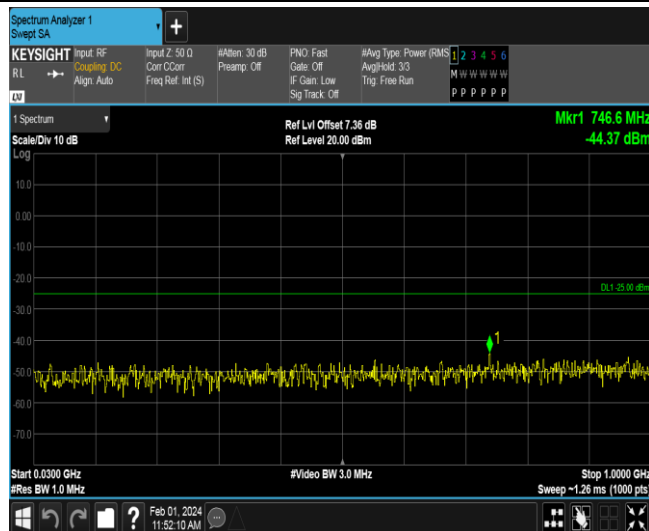 Spectrum Analyzer 1
Swept SA
+
KEYSIGHT Input: RF Input Z: 50 Ω #Atten: 30 dB PNO: Fast #Avg Type: Power (RMS 1 2 3 4 5 6
RL Coupling: DC Corr CCorr Preamp: Off Gate: Off Avg|Hold: 3/3 M W W W W W
Align: Auto Freq Ref: Int (S) IF Gain: Low Trig: Free Run
Sig Track: Off P P P P P P
1 Spectrum Ref Lvl Offset 7.36 dB Mkr1 746.6 MHz
Scale/Div 10 dB Ref Level 20.00 dBm -44.37 dBm
Log
10.0
0.00
-10.0
-20.0
DL1 -25.00 dBm
-30.0
-40.0
1
-50.0
-60.0
-70.0
Start 0.0300 GHz #Video BW 3.0 MHz Stop 1.0000 GHz
#Res BW 1.0 MHz Sweep ~1.26 ms (1000 pts)
? Feb 01, 2024
11:52:10 AM